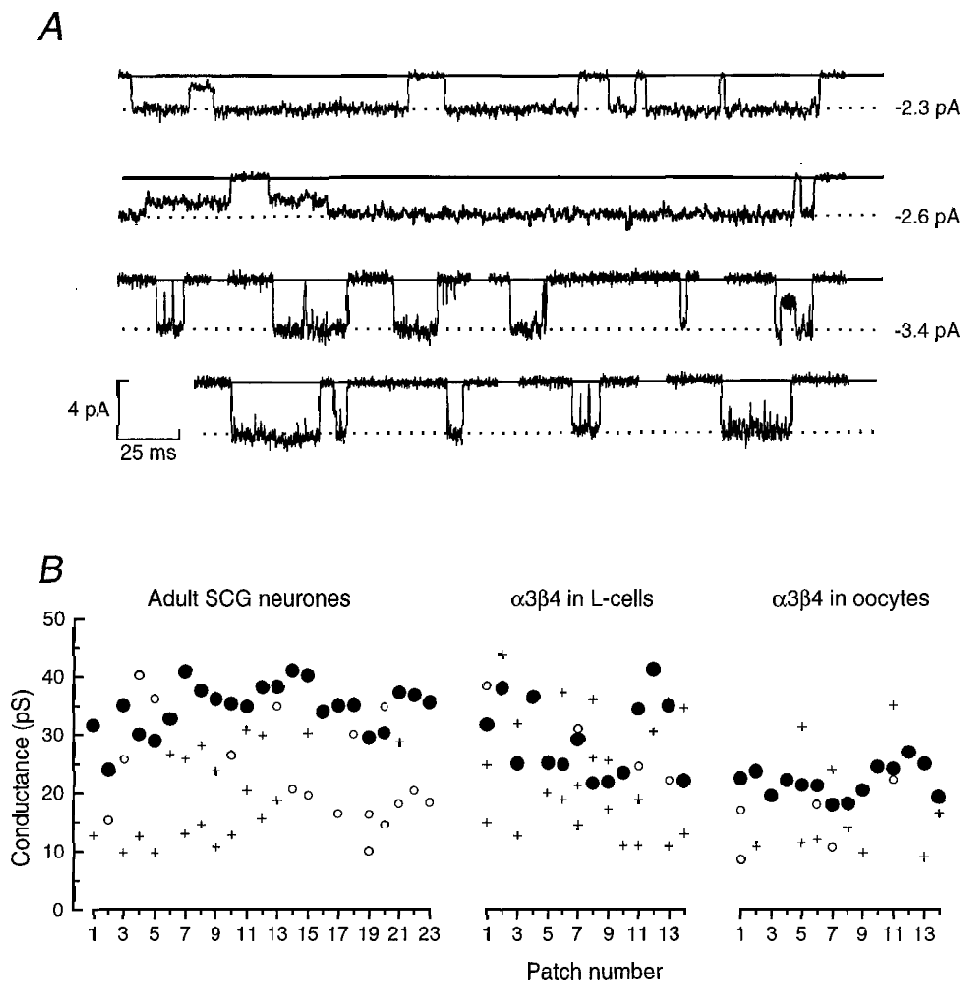 A
-2.3 pA
-2.6 pA
-3.4 pA
4 pA
25 ms
B
Adult SCG neurones
α3β4 in L-cells
α3β4 in oocytes
50
40
30
20
10
0
Conductance (pS)
1 3 5 7 9 11 13 15 17 19 21 23
1 3 5 7 9 11 13
1 3 5 7 9 11 13
Patch number